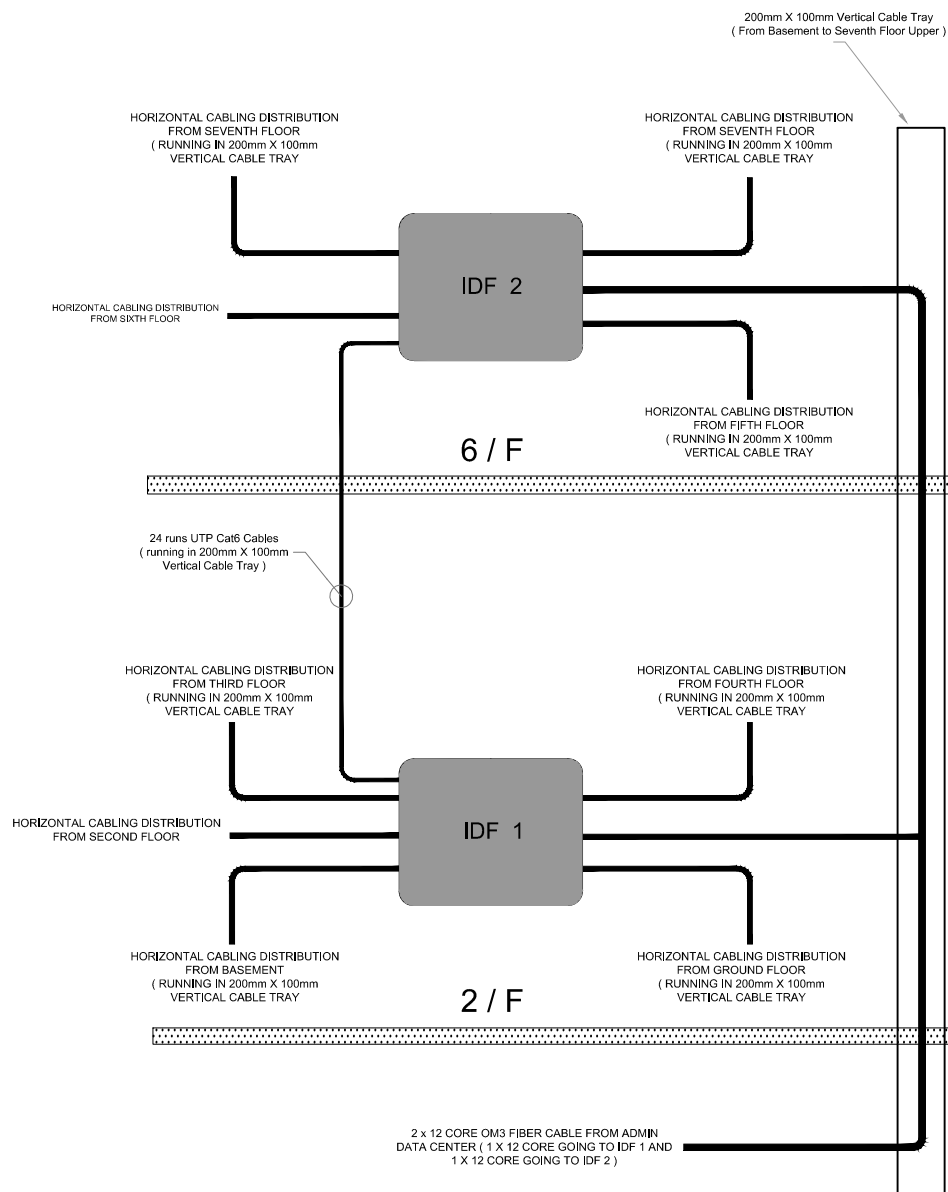 200mm X 100mm Vertical Cable Tray
( From Basement to Seventh Floor Upper )
HORIZONTAL CABLING DISTRIBUTION
FROM SEVENTH FLOOR
( RUNNING IN 200mm X 100mm
VERTICAL CABLE TRAY
HORIZONTAL CABLING DISTRIBUTION
FROM SEVENTH FLOOR
( RUNNING IN 200mm X 100mm
VERTICAL CABLE TRAY
IDF 2
HORIZONTAL CABLING DISTRIBUTION
FROM SIXTH FLOOR
HORIZONTAL CABLING DISTRIBUTION
FROM FIFTH FLOOR
( RUNNING IN 200mm X 100mm
VERTICAL CABLE TRAY
6 / F
24 runs UTP Cat6 Cables
( running in 200mm X 100mm
Vertical Cable Tray )
HORIZONTAL CABLING DISTRIBUTION
FROM THIRD FLOOR
( RUNNING IN 200mm X 100mm
VERTICAL CABLE TRAY
HORIZONTAL CABLING DISTRIBUTION
FROM FOURTH FLOOR
( RUNNING IN 200mm X 100mm
VERTICAL CABLE TRAY
HORIZONTAL CABLING DISTRIBUTION
FROM SECOND FLOOR
IDF 1
HORIZONTAL CABLING DISTRIBUTION
FROM BASEMENT
( RUNNING IN 200mm X 100mm
VERTICAL CABLE TRAY
HORIZONTAL CABLING DISTRIBUTION
FROM GROUND FLOOR
( RUNNING IN 200mm X 100mm
VERTICAL CABLE TRAY
2 / F
2 x 12 CORE OM3 FIBER CABLE FROM ADMIN
DATA CENTER ( 1 X 12 CORE GOING TO IDF 1 AND
1 X 12 CORE GOING TO IDF 2 )